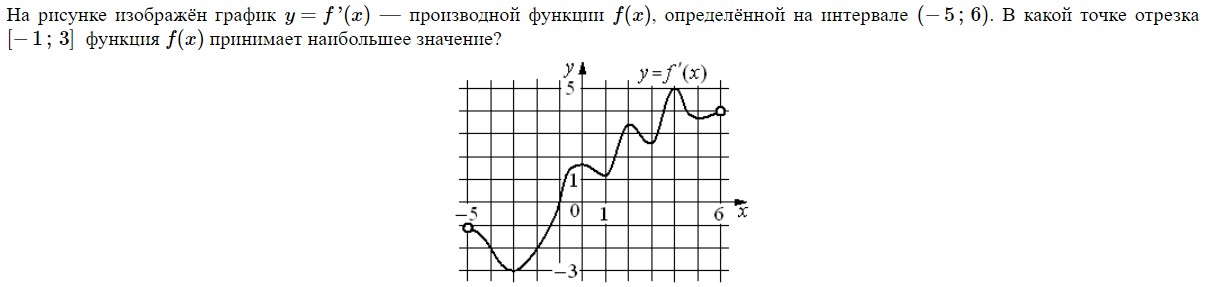 На рисунке изображён график y = f ’(x) — производной функции f(x), определённой на интервале (− 5 ; 6). В какой точке отрезка
[− 1 ; 3] функция f(x) принимает наибольшее значение?
y
y=f′(x)
5
1
−5
0
1
6
x
−3